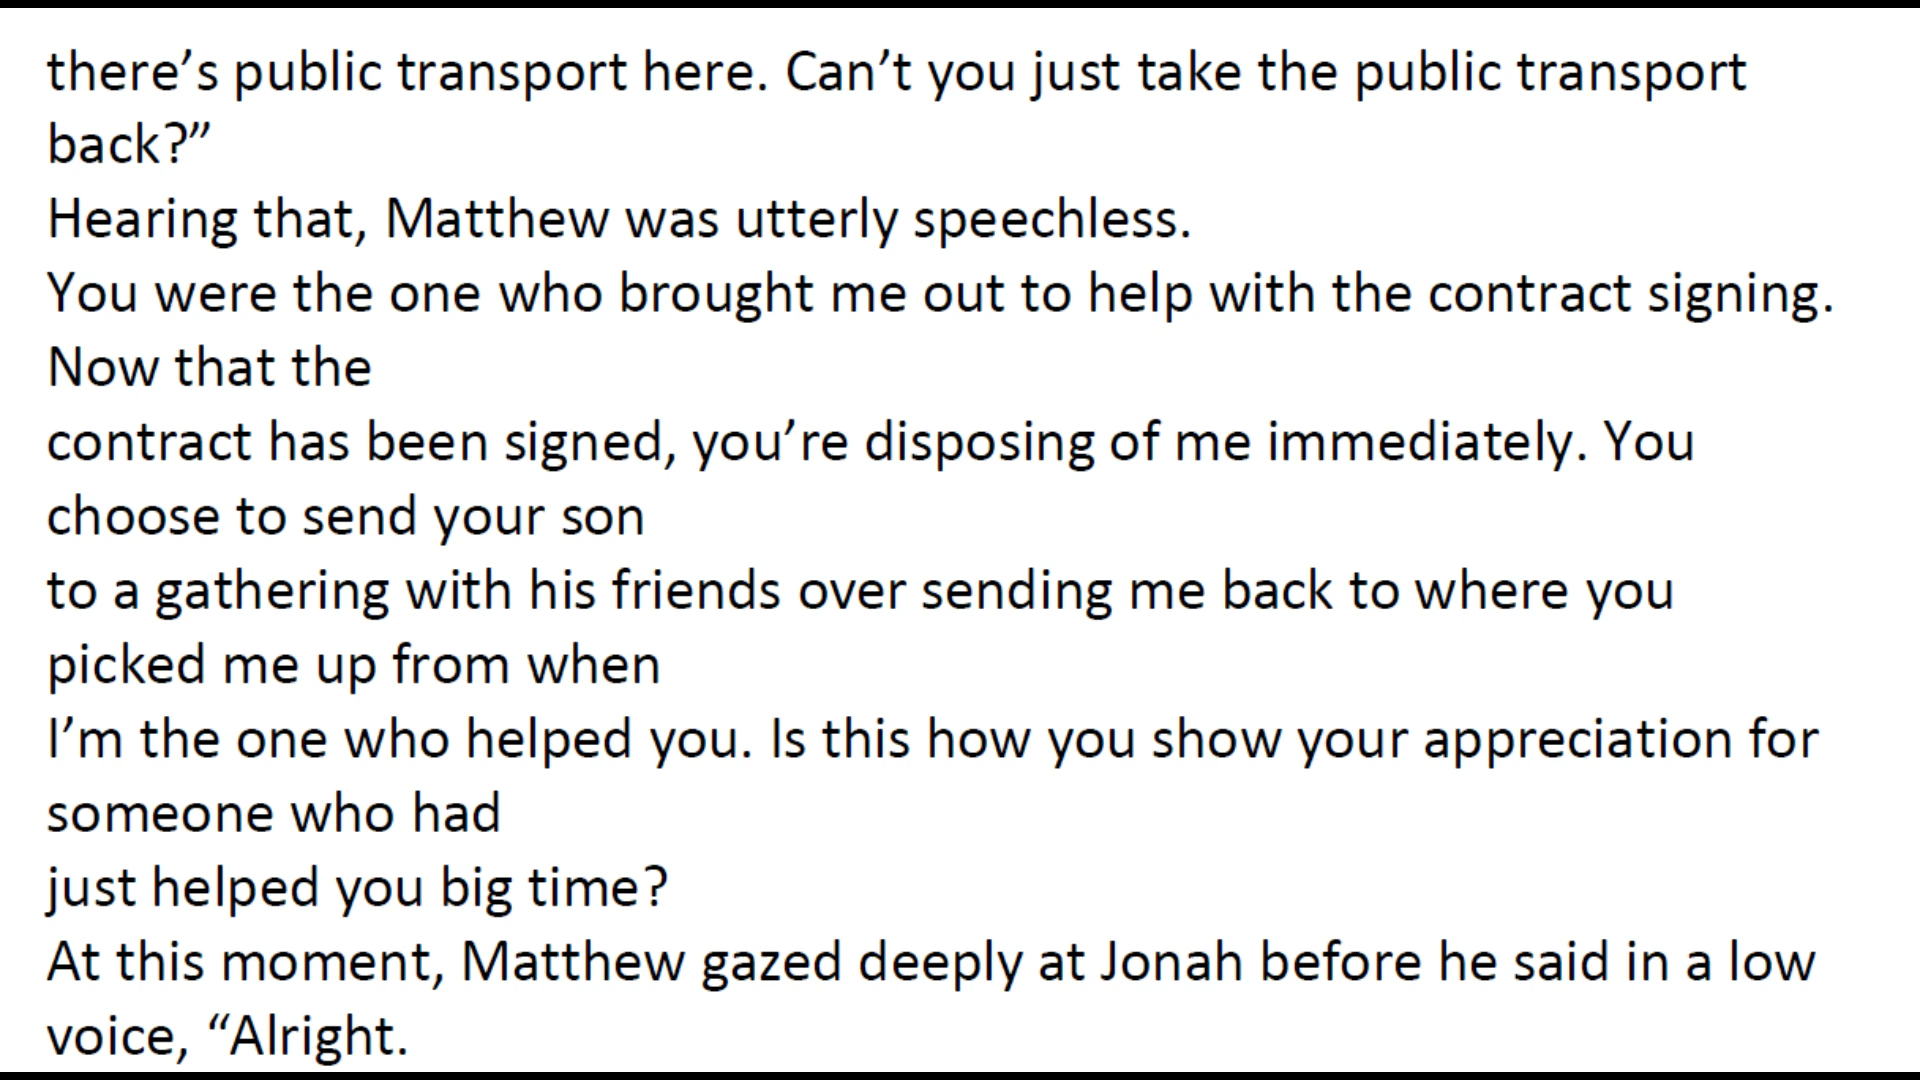 there’s public transport here. Can’t you just take the public transport
back?”
Hearing that, Matthew was utterly speechless.
You were the one who brought me out to help with the contract signing.
Now that the
contract has been signed, you’re disposing of me immediately. You
choose to send your son
to a gathering with his friends over sending me back to where you
picked me up from when
I’m the one who helped you. Is this how you show your appreciation for
someone who had
just helped you big time?
At this moment, Matthew gazed deeply at Jonah before he said in a low
voice, “Alright.